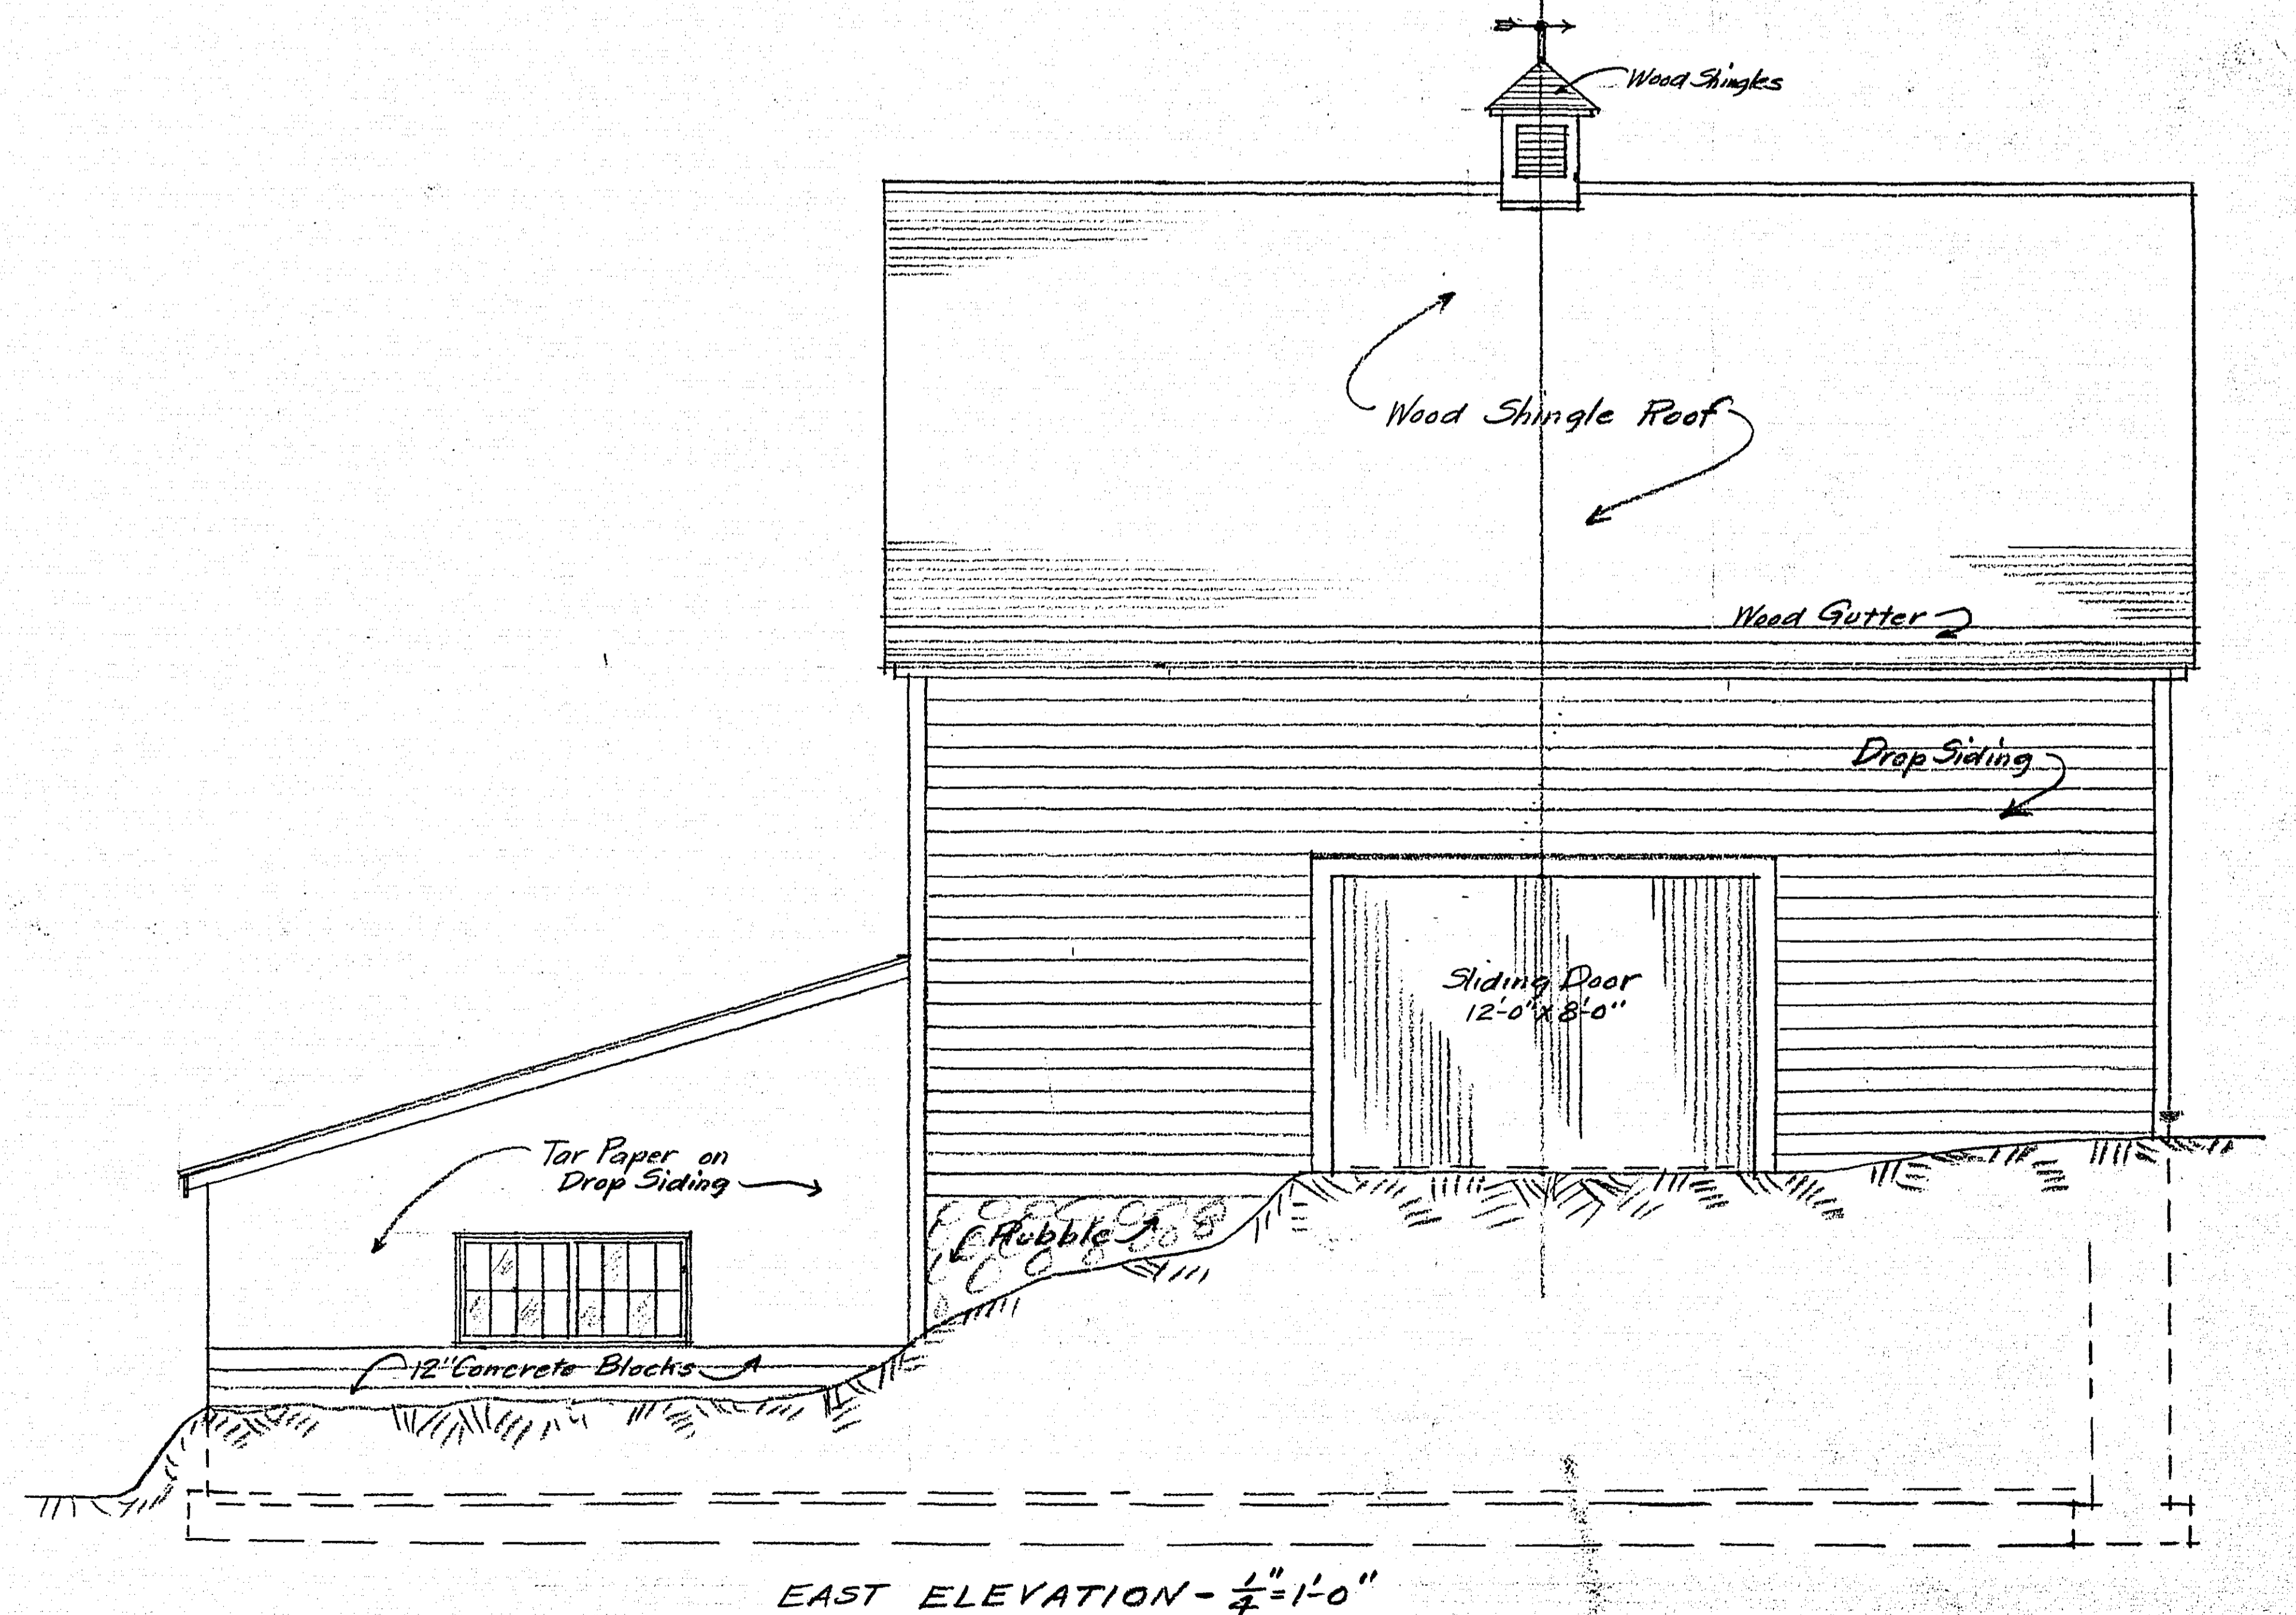 Wood Shingles
Wood Shingle Roof
Wood Gutter
Drop Siding
Sliding Door
12'-0" x 8'-0"
Tar Paper on
Drop Siding
Rubble
12" Concrete Blocks
EAST ELEVATION - 1/4" = 1'-0"